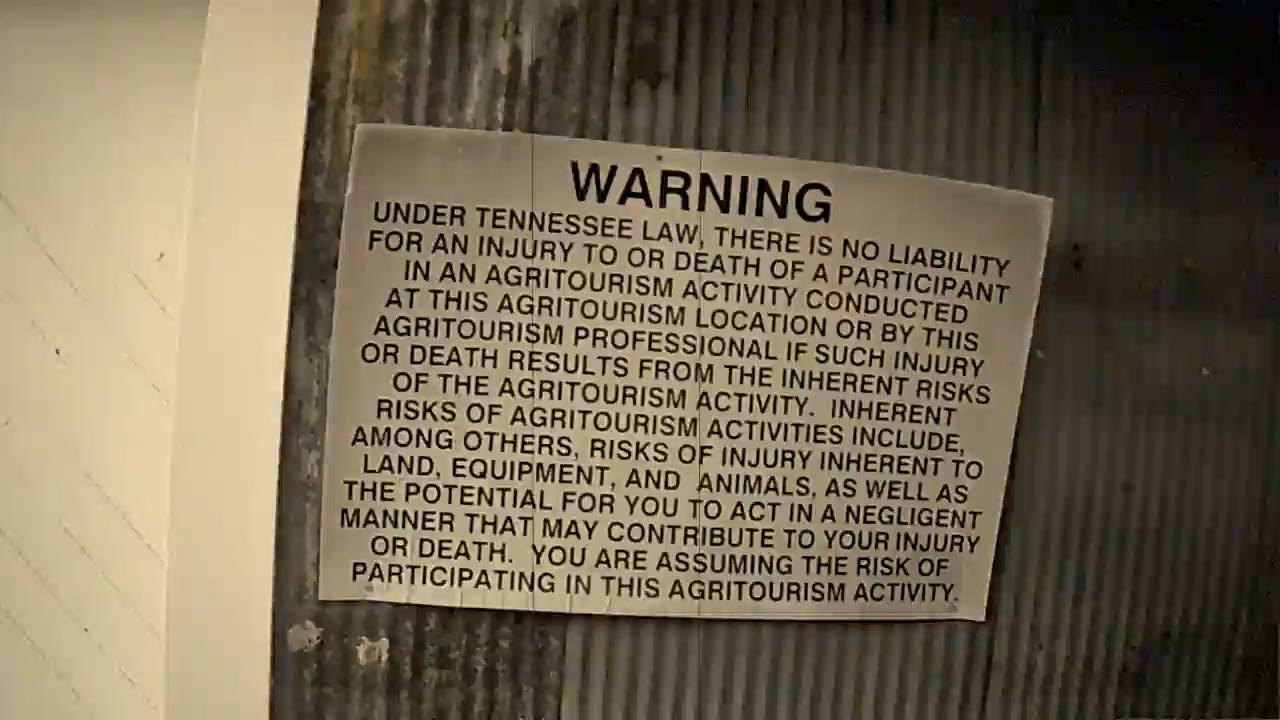 WARNING
UNDER TENNESSEE LAW, THERE IS NO LIABILITY
FOR AN INJURY TO OR DEATH OF A PARTICIPANT
IN AN AGRITOURISM ACTIVITY CONDUCTED
AT THIS AGRITOURISM LOCATION OR BY THIS
AGRITOURISM PROFESSIONAL IF SUCH INJURY
OR DEATH RESULTS FROM THE INHERENT RISKS
OF THE AGRITOURISM ACTIVITY. INHERENT
RISKS OF AGRITOURISM ACTIVITIES INCLUDE,
AMONG OTHERS, RISKS OF INJURY INHERENT TO
LAND, EQUIPMENT, AND ANIMALS, AS WELL AS
THE POTENTIAL FOR YOU TO ACT IN A NEGLIGENT
MANNER THAT MAY CONTRIBUTE TO YOUR INJURY
OR DEATH. YOU ARE ASSUMING THE RISK OF
PARTICIPATING IN THIS AGRITOURISM ACTIVITY.